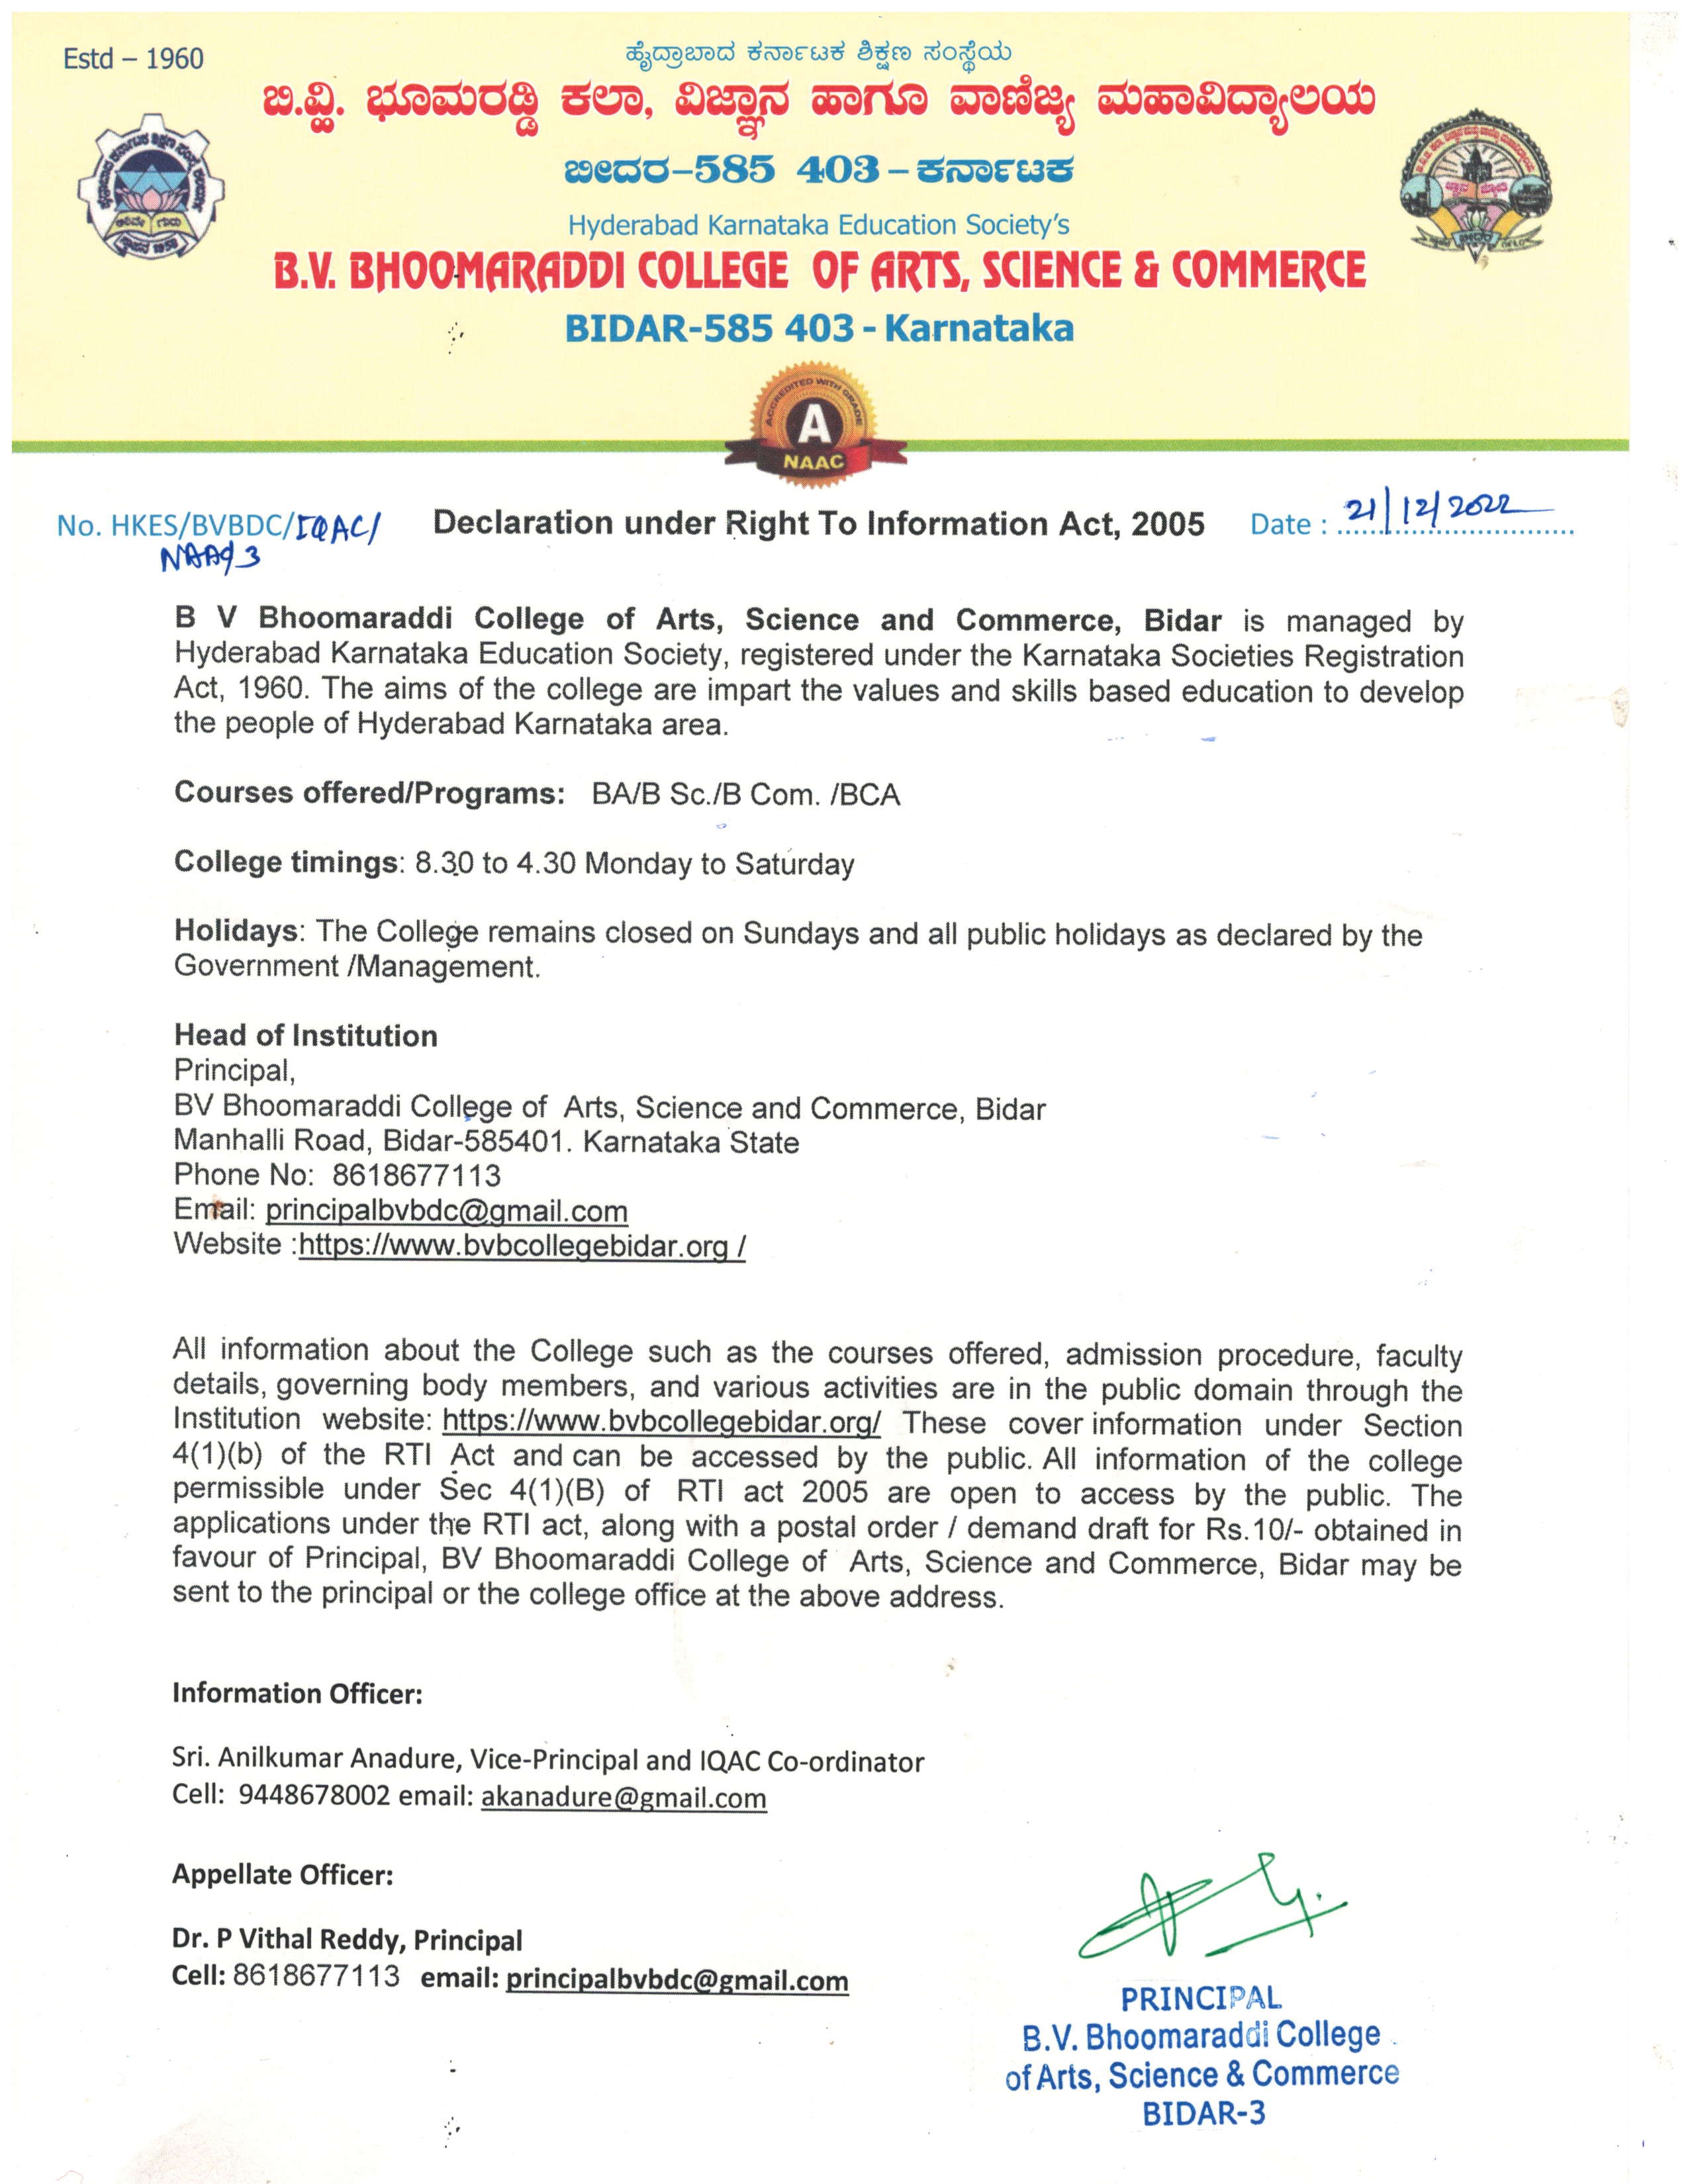 Estd – 1960
ಹೈದ್ರಾಬಾದ ಕರ್ನಾಟಕ ಶಿಕ್ಷಣ ಸಂಸ್ಥೆಯ
ಬಿ.ವ್ಹಿ. ಭೂಮರಡ್ಡಿ ಕಲಾ, ವಿಜ್ಞಾನ ಹಾಗೂ ವಾಣಿಜ್ಯ ಮಹಾವಿದ್ಯಾಲಯ
ಬೀದರ–585 403 – ಕರ್ನಾಟಕ
Hyderabad Karnataka Education Society's
B.V. BHOOMARADDI COLLEGE OF ARTS, SCIENCE & COMMERCE
BIDAR-585 403 - Karnataka
ACCREDITED WITH GRADE
A
NAAC
No. HKES/BVBDC/IQAC/ Declaration under Right To Information Act, 2005 Date : 21/12/2022
B V Bhoomaraddi College of Arts, Science and Commerce, Bidar is managed by
Hyderabad Karnataka Education Society, registered under the Karnataka Societies Registration
Act, 1960. The aims of the college are impart the values and skills based education to develop
the people of Hyderabad Karnataka area.
Courses offered/Programs: BA/B Sc./B Com. /BCA
College timings: 8.30 to 4.30 Monday to Saturday
Holidays: The College remains closed on Sundays and all public holidays as declared by the
Government /Management.
Head of Institution
Principal,
BV Bhoomaraddi College of Arts, Science and Commerce, Bidar
Manhalli Road, Bidar-585401. Karnataka State
Phone No: 8618677113
Email: principalbvbdc@gmail.com
Website :https://www.bvbcollegebidar.org /
All information about the College such as the courses offered, admission procedure, faculty
details, governing body members, and various activities are in the public domain through the
Institution website: https://www.bvbcollegebidar.org/ These cover information under Section
4(1)(b) of the RTI Act and can be accessed by the public. All information of the college
permissible under Sec 4(1)(B) of RTI act 2005 are open to access by the public. The
applications under the RTI act, along with a postal order / demand draft for Rs.10/- obtained in
favour of Principal, BV Bhoomaraddi College of Arts, Science and Commerce, Bidar may be
sent to the principal or the college office at the above address.
Information Officer:
Sri. Anilkumar Anadure, Vice-Principal and IQAC Co-ordinator
Cell: 9448678002 email: akanadure@gmail.com
Appellate Officer:
Dr. P Vithal Reddy, Principal
Cell: 8618677113 email: principalbvbdc@gmail.com
PRINCIPAL
B.V. Bhoomaraddi College
of Arts, Science & Commerce
BIDAR-3